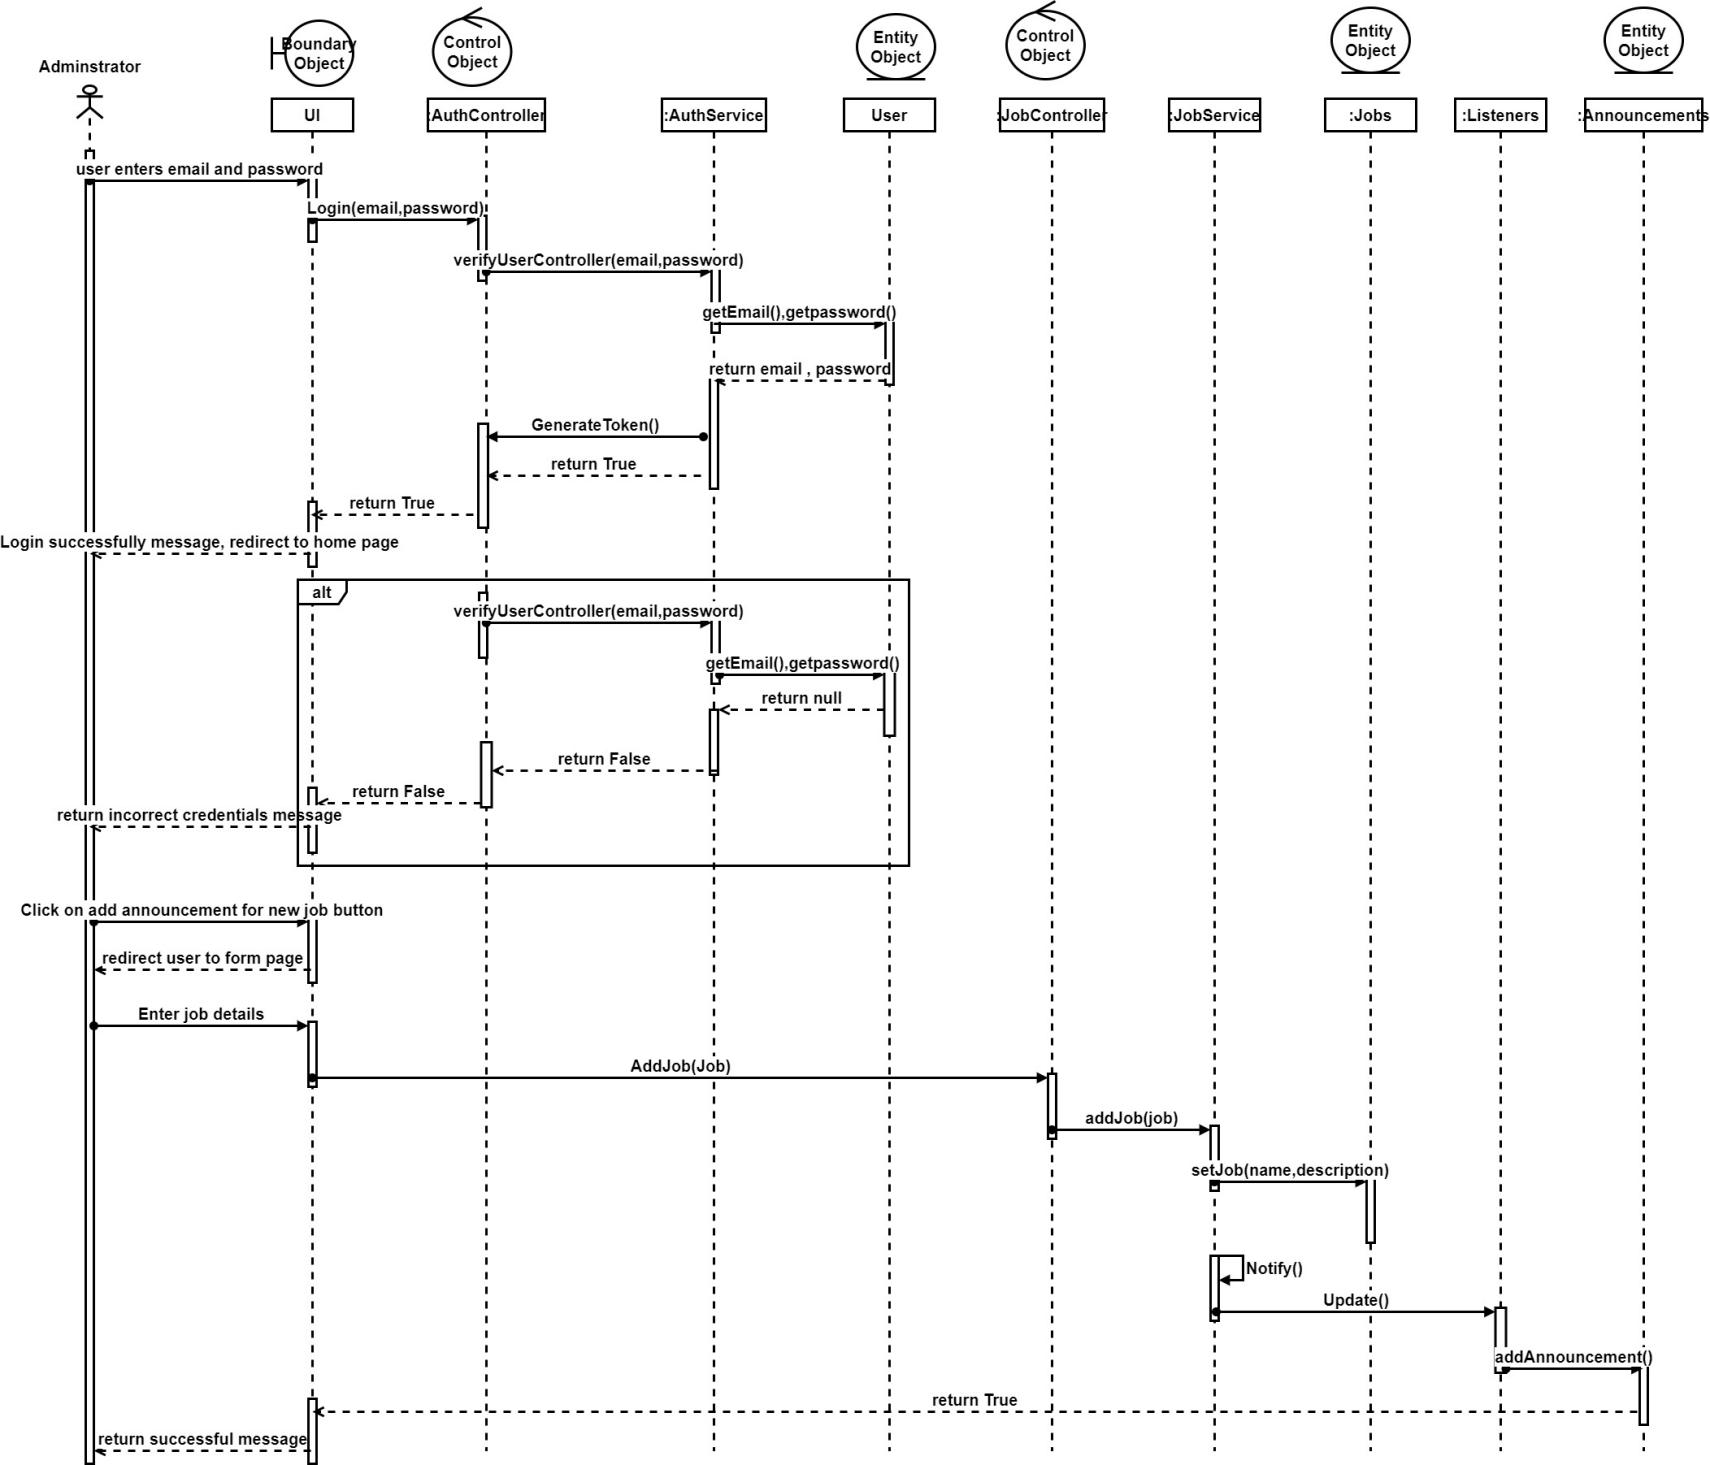 Adminstrator
Boundary
Object
Control
Object
Entity
Object
Control
Object
Entity
Object
Entity
Object
UI
:AuthController
:AuthService
User
:JobController
:JobService
:Jobs
:Listeners
:Announcements
user enters email and password
Login(email,password)
verifyUserController(email,password)
getEmail(),getpassword()
return email , password
GenerateToken()
return True
return True
Login successfully message, redirect to home page
alt
verifyUserController(email,password)
getEmail(),getpassword()
return null
return False
return False
return incorrect credentials message
Click on add announcement for new job button
redirect user to form page
Enter job details
AddJob(Job)
addJob(job)
setJob(name,description)
Notify()
Update()
addAnnouncement()
return True
return successful message